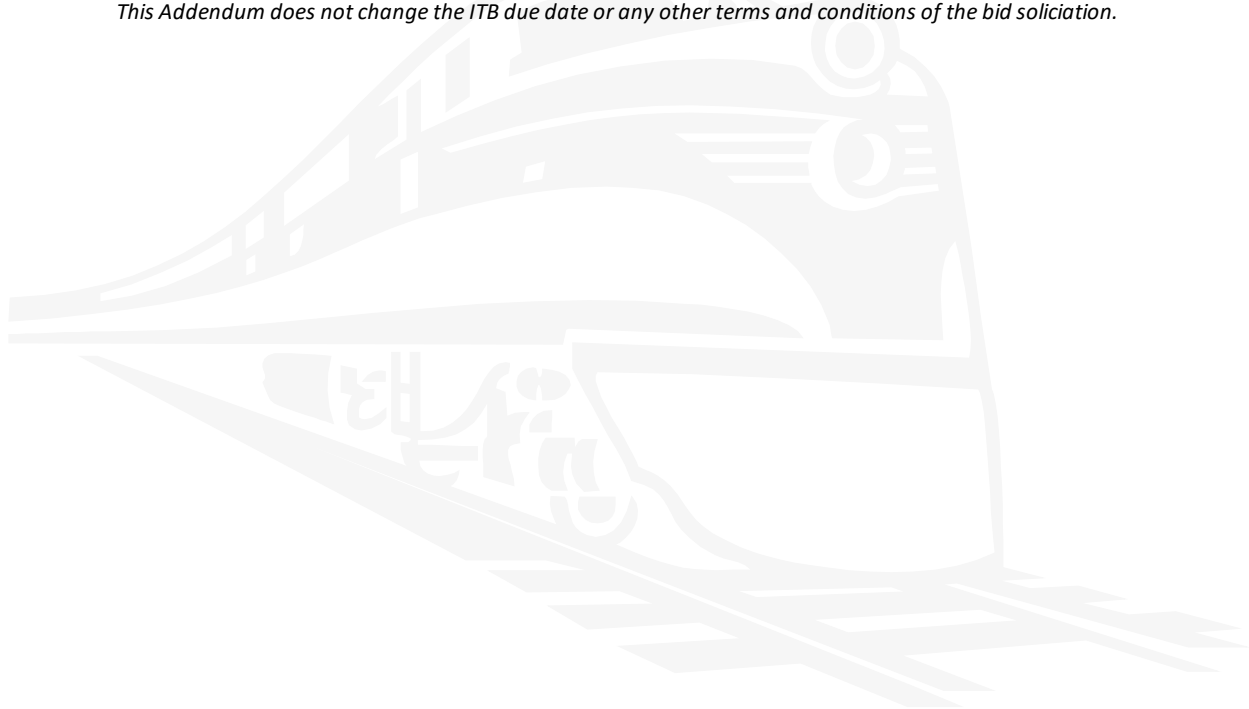 This Addendum does not change the ITB due date or any other terms and conditions of the bid soliciation.